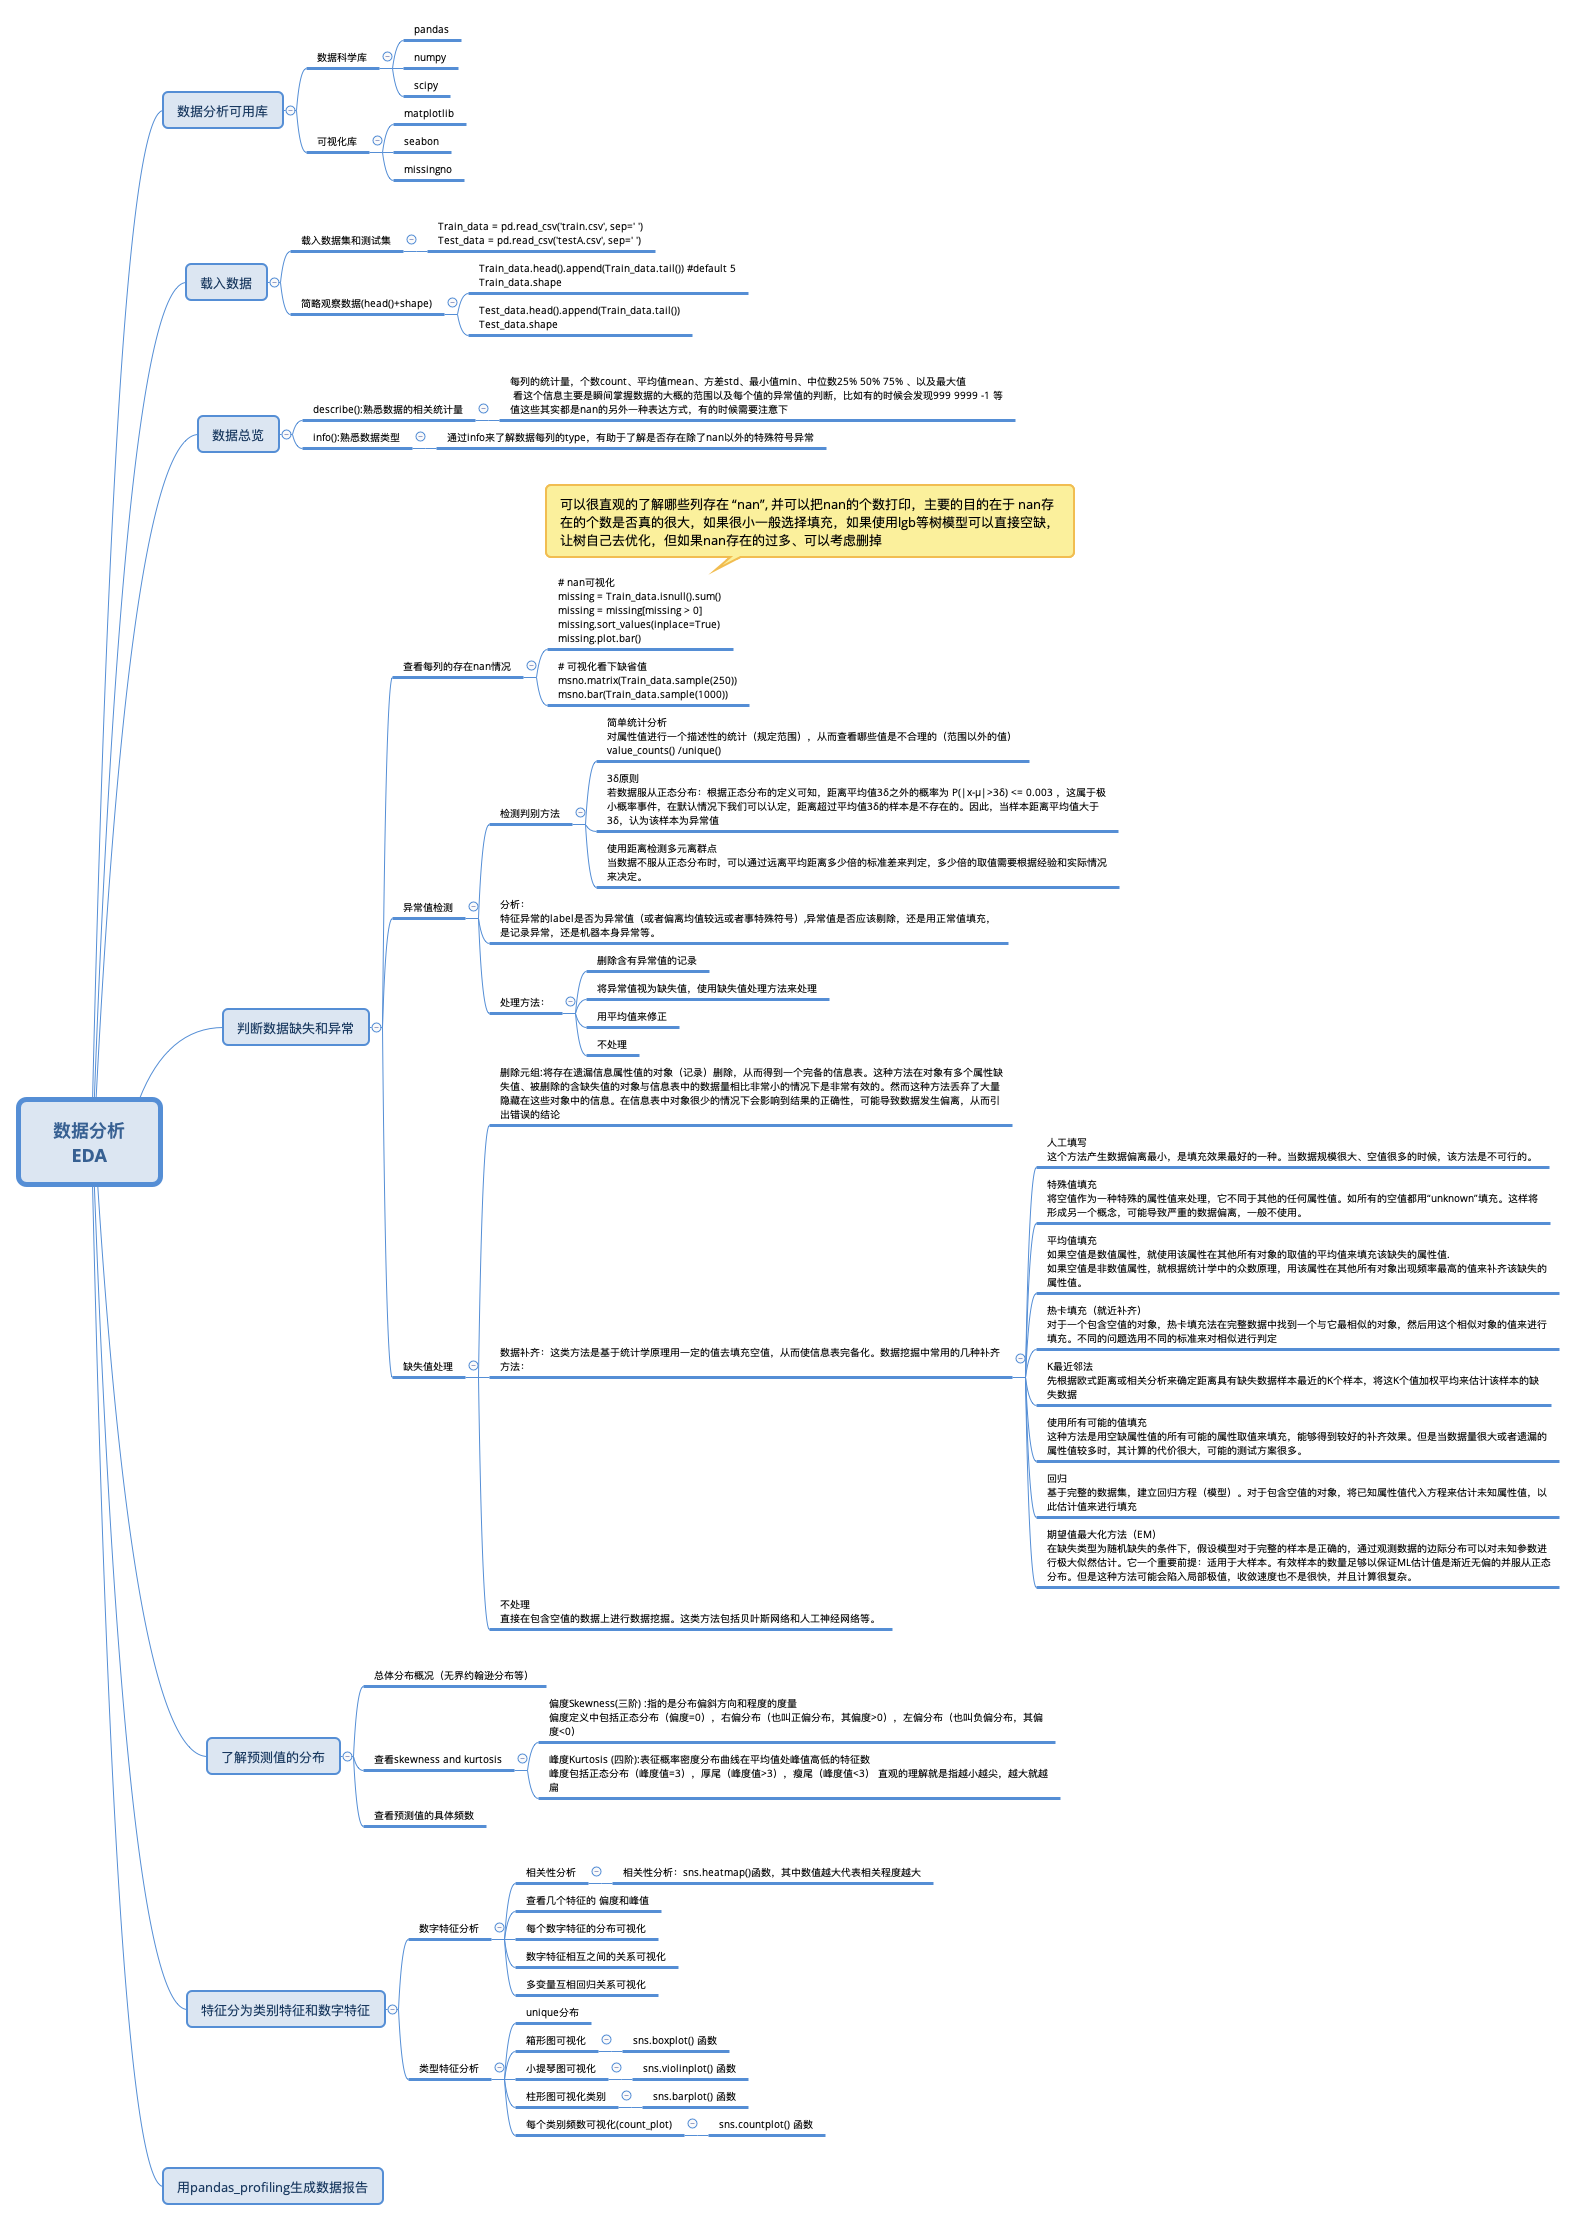 数据分析
EDA
数据分析可用库
数据科学库
pandas
numpy
scipy
可视化库
matplotlib
seabon
missingno
载入数据
载入数据集和测试集
Train_data = pd.read_csv('train.csv', sep=' ')
Test_data = pd.read_csv('testA.csv', sep=' ')
简略观察数据(head()+shape)
Train_data.head().append(Train_data.tail()) #default 5
Train_data.shape
Test_data.head().append(Train_data.tail())
Test_data.shape
数据总览
describe():熟悉数据的相关统计量
每列的统计量，个数count、平均值mean、方差std、最小值min、中位数25% 50% 75% 、以及最大值
看这个信息主要是瞬间掌握数据的大概的范围以及每个值的异常值的判断，比如有的时候会发现999 9999 -1 等
值这些其实都是nan的另外一种表达方式，有的时候需要注意下
info():熟悉数据类型
通过info来了解数据每列的type，有助于了解是否存在除了nan以外的特殊符号异常
判断数据缺失和异常
查看每列的存在nan情况
可以很直观的了解哪些列存在 “nan”, 并可以把nan的个数打印，主要的目的在于 nan存
在的个数是否真的很大，如果很小一般选择填充，如果使用lgb等树模型可以直接空缺，
让树自己去优化，但如果nan存在的过多、可以考虑删掉
# nan可视化
missing = Train_data.isnull().sum()
missing = missing[missing > 0]
missing.sort_values(inplace=True)
missing.plot.bar()
# 可视化看下缺省值
msno.matrix(Train_data.sample(250))
msno.bar(Train_data.sample(1000))
异常值检测
检测判别方法
简单统计分析
对属性值进行一个描述性的统计（规定范围），从而查看哪些值是不合理的（范围以外的值）
value_counts() /unique()
3δ原则
若数据服从正态分布：根据正态分布的定义可知，距离平均值3δ之外的概率为 P(|x-μ|>3δ) <= 0.003 ，这属于极
小概率事件，在默认情况下我们可以认定，距离超过平均值3δ的样本是不存在的。因此，当样本距离平均值大于
3δ，认为该样本为异常值
使用距离检测多元离群点
当数据不服从正态分布时，可以通过远离平均距离多少倍的标准差来判定，多少倍的取值需要根据经验和实际情况
来决定。
分析：
特征异常的label是否为异常值（或者偏离均值较远或者事特殊符号）,异常值是否应该剔除，还是用正常值填充，
是记录异常，还是机器本身异常等。
处理方法：
删除含有异常值的记录
将异常值视为缺失值，使用缺失值处理方法来处理
用平均值来修正
不处理
缺失值处理
删除元组:将存在遗漏信息属性值的对象（记录）删除，从而得到一个完备的信息表。这种方法在对象有多个属性缺
失值、被删除的含缺失值的对象与信息表中的数据量相比非常小的情况下是非常有效的。然而这种方法丢弃了大量
隐藏在这些对象中的信息。在信息表中对象很少的情况下会影响到结果的正确性，可能导致数据发生偏离，从而引
出错误的结论
数据补齐：这类方法是基于统计学原理用一定的值去填充空值，从而使信息表完备化。数据挖掘中常用的几种补齐
方法：
人工填写
这个方法产生数据偏离最小，是填充效果最好的一种。当数据规模很大、空值很多的时候，该方法是不可行的。
特殊值填充
将空值作为一种特殊的属性值来处理，它不同于其他的任何属性值。如所有的空值都用“unknown”填充。这样将
形成另一个概念，可能导致严重的数据偏离，一般不使用。
平均值填充
如果空值是数值属性，就使用该属性在其他所有对象的取值的平均值来填充该缺失的属性值.
如果空值是非数值属性，就根据统计学中的众数原理，用该属性在其他所有对象出现频率最高的值来补齐该缺失的
属性值。
热卡填充（就近补齐）
对于一个包含空值的对象，热卡填充法在完整数据中找到一个与它最相似的对象，然后用这个相似对象的值来进行
填充。不同的问题选用不同的标准来对相似进行判定
K最近邻法
先根据欧式距离或相关分析来确定距离具有缺失数据样本最近的K个样本，将这K个值加权平均来估计该样本的缺
失数据
使用所有可能的值填充
这种方法是用空缺属性值的所有可能的属性取值来填充，能够得到较好的补齐效果。但是当数据量很大或者遗漏的
属性值较多时，其计算的代价很大，可能的测试方案很多。
回归
基于完整的数据集，建立回归方程（模型）。对于包含空值的对象，将已知属性值代入方程来估计未知属性值，以
此估计值来进行填充
期望值最大化方法（EM）
在缺失类型为随机缺失的条件下，假设模型对于完整的样本是正确的，通过观测数据的边际分布可以对未知参数进
行极大似然估计。它一个重要前提：适用于大样本。有效样本的数量足够以保证ML估计值是渐近无偏的并服从正态
分布。但是这种方法可能会陷入局部极值，收敛速度也不是很快，并且计算很复杂。
不处理
直接在包含空值的数据上进行数据挖掘。这类方法包括贝叶斯网络和人工神经网络等。
了解预测值的分布
总体分布概况（无界约翰逊分布等）
查看skewness and kurtosis
偏度Skewness(三阶) :指的是分布偏斜方向和程度的度量
偏度定义中包括正态分布（偏度=0），右偏分布（也叫正偏分布，其偏度>0），左偏分布（也叫负偏分布，其偏
度<0）
峰度Kurtosis (四阶):表征概率密度分布曲线在平均值处峰值高低的特征数
峰度包括正态分布（峰度值=3），厚尾（峰度值>3），瘦尾（峰度值<3） 直观的理解就是指越小越尖，越大就越
扁
查看预测值的具体频数
特征分为类别特征和数字特征
数字特征分析
相关性分析
相关性分析：sns.heatmap()函数，其中数值越大代表相关程度越大
查看几个特征的 偏度和峰值
每个数字特征的分布可视化
数字特征相互之间的关系可视化
多变量互相回归关系可视化
类型特征分析
unique分布
箱形图可视化
sns.boxplot() 函数
小提琴图可视化
sns.violinplot() 函数
柱形图可视化类别
sns.barplot() 函数
每个类别频数可视化(count_plot)
sns.countplot() 函数
用pandas_profiling生成数据报告